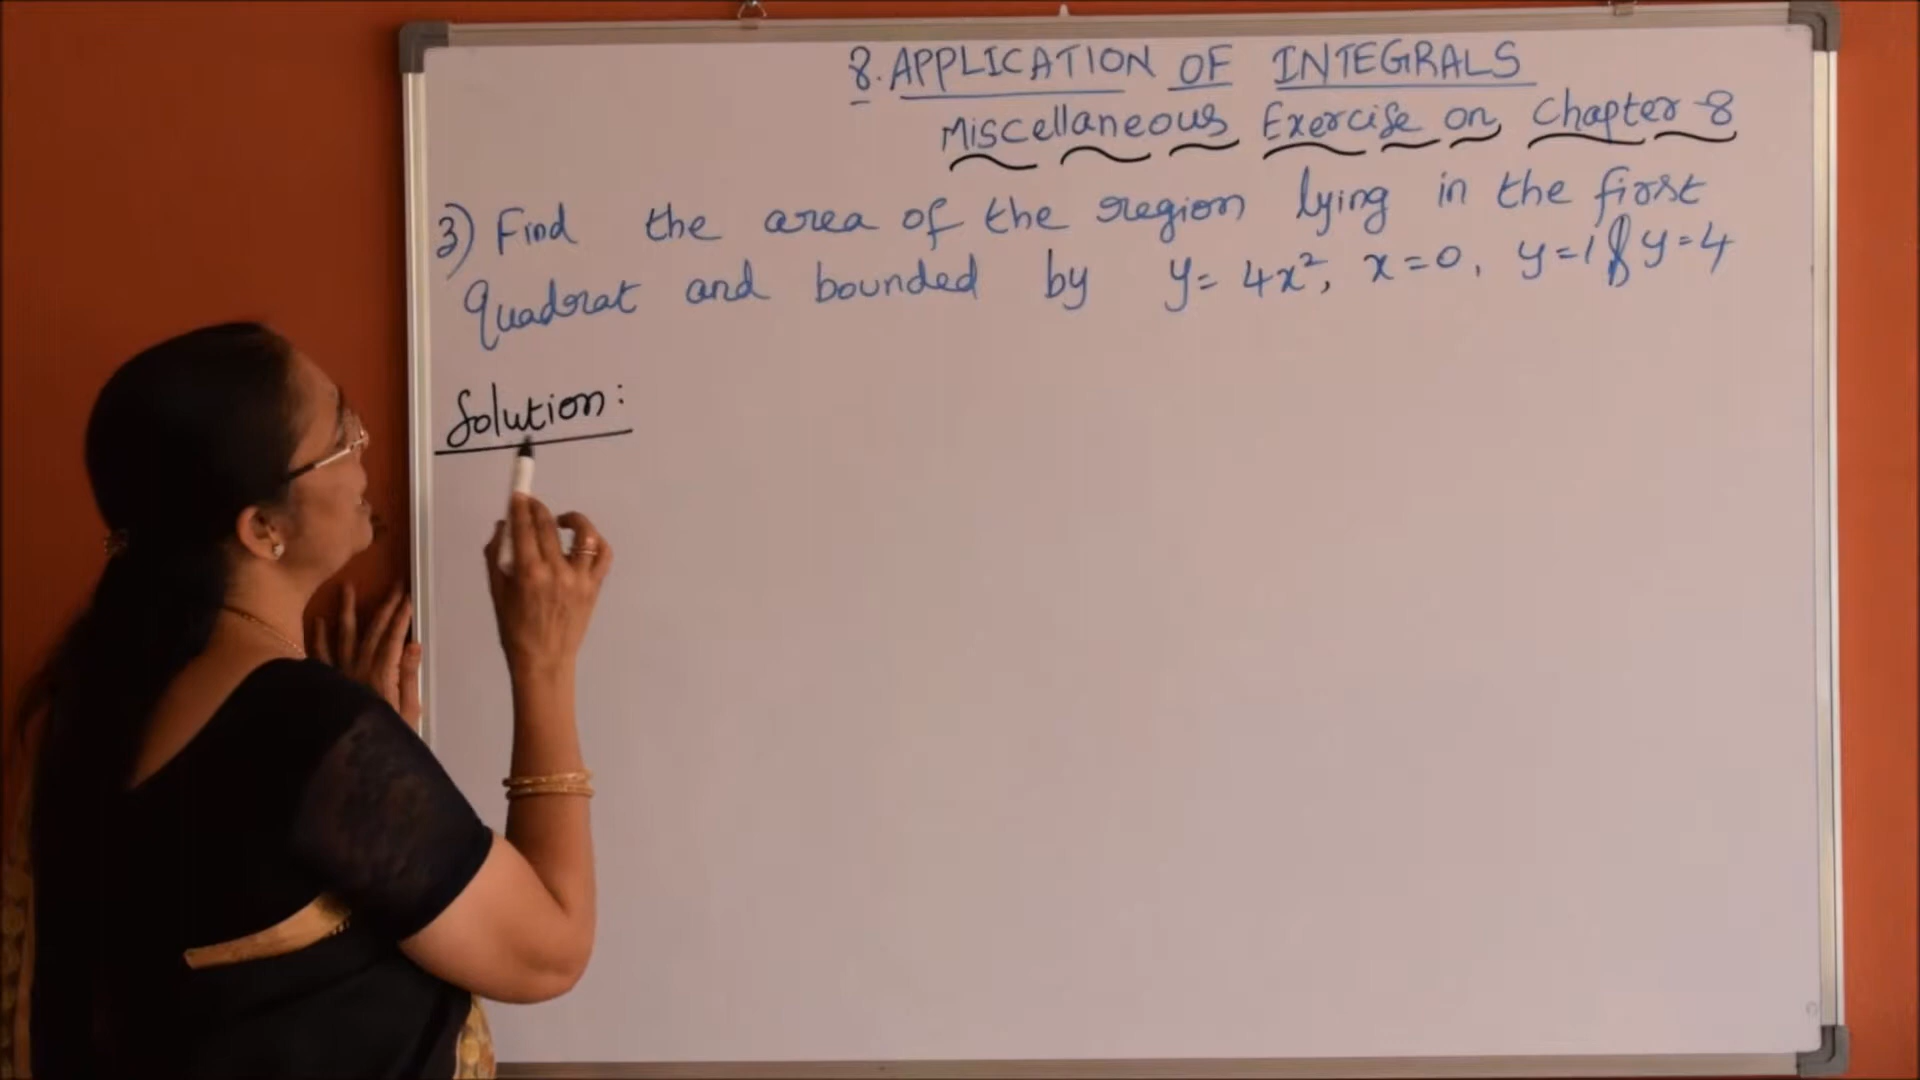 8. APPLICATION OF INTEGRALS
Miscellaneous Exercise on Chapter-8
3) Find the area of the region lying in the first
Quadrat and bounded by y= 4x², x=0, y=1 & y=4
Solution: